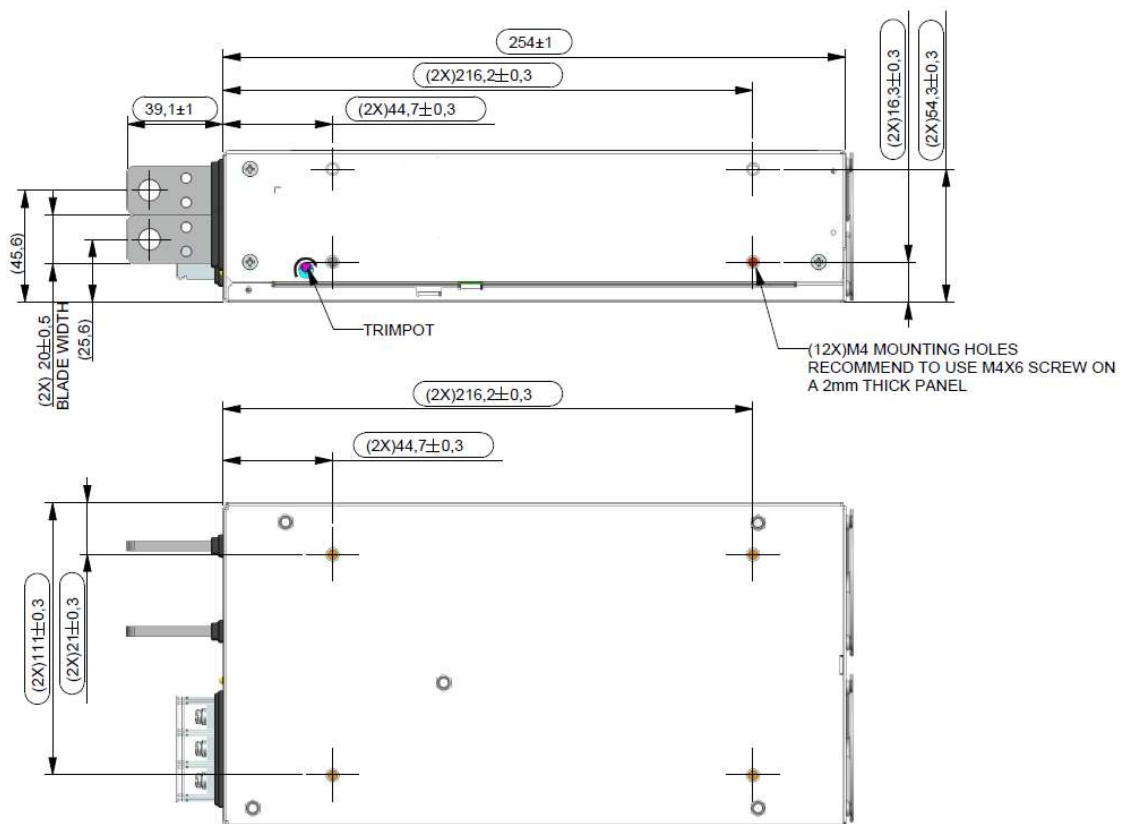 254±1
(2X)216,2±0,3
39,1±1
(2X)44,7±0,3
(2X)16,3±0,3
(2X)54,3±0,3
(45,6)
(2X) 20±0,5
BLADE WIDTH
(25,6)
TRIMPOT
(12X)M4 MOUNTING HOLES
RECOMMEND TO USE M4X6 SCREW ON
A 2mm THICK PANEL
(2X)216,2±0,3
(2X)44,7±0,3
(2X)111±0,3
(2X)21±0,3